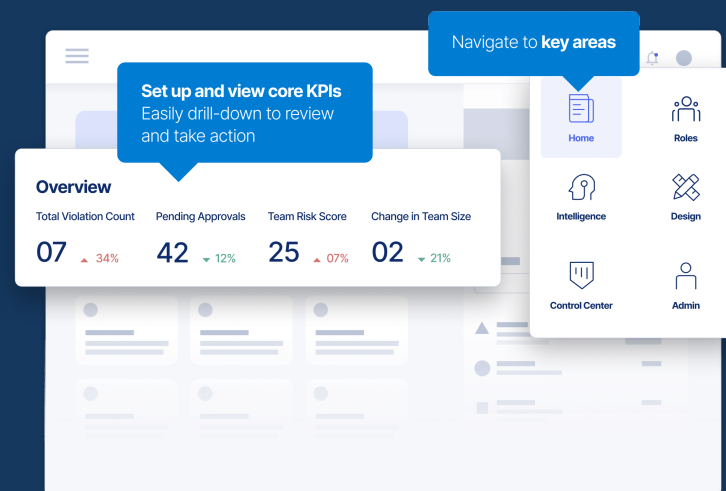 Navigate to key areas
Set up and view core KPIs
Easily drill-down to review
and take action
Overview
Total Violation Count Pending Approvals Team Risk Score Change in Team Size
07 ▲ 34% 42 ▼ 12% 25 ▲ 07% 02 ▼ 21%
Home Roles
Intelligence Design
Control Center Admin